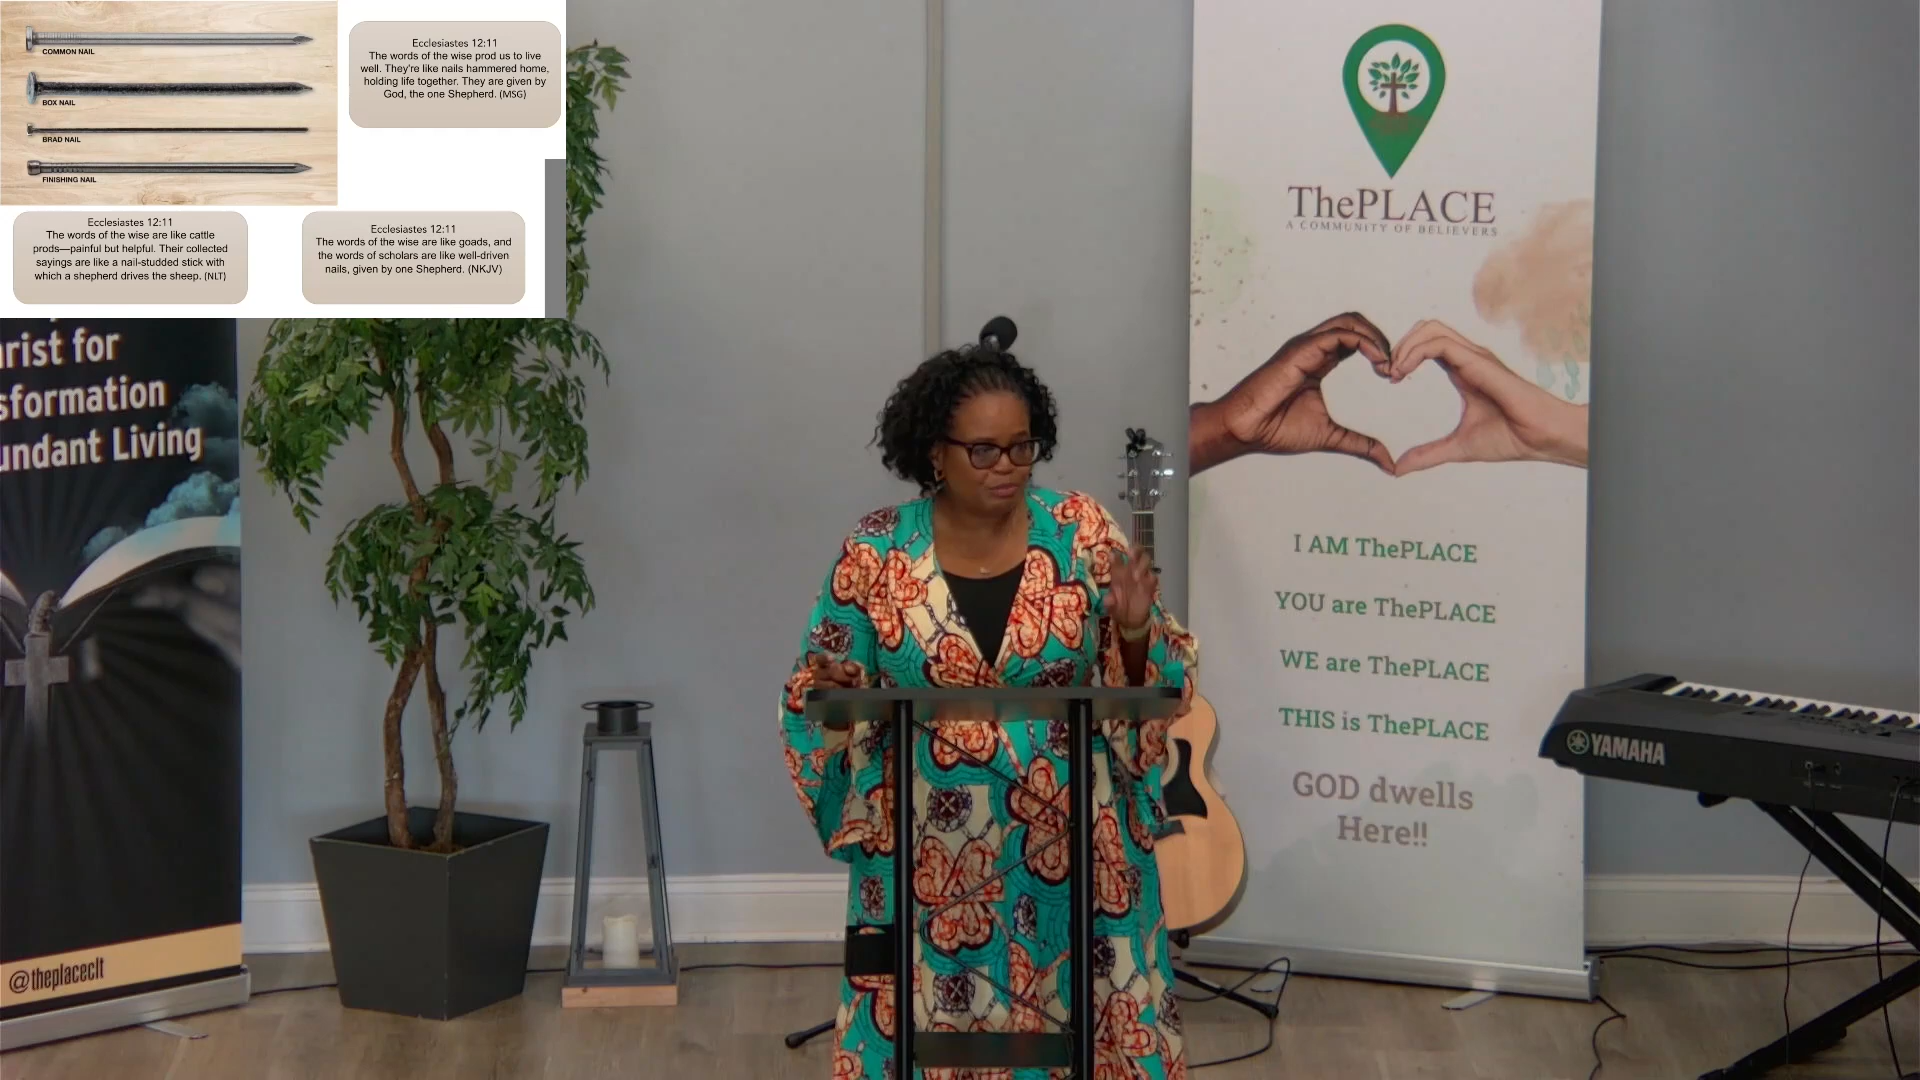 COMMON NAIL
BOX NAIL
BRAD NAIL
FINISHING NAIL
Ecclesiastes 12:11
The words of the wise prod us to live
well. They're like nails hammered home,
holding life together. They are given by
God, the one Shepherd. (MSG)
Ecclesiastes 12:11
The words of the wise are like cattle
prods—painful but helpful. Their collected
sayings are like a nail-studded stick with
which a shepherd drives the sheep. (NLT)
Ecclesiastes 12:11
The words of the wise are like goads, and
the words of scholars are like well-driven
nails, given by one Shepherd. (NKJV)
rist for
sformation
undant Living
@theplaceclt
ThePLACE
A COMMUNITY OF BELIEVERS
I AM ThePLACE
YOU are ThePLACE
WE are ThePLACE
THIS is ThePLACE
GOD dwells
Here!!
YAMAHA